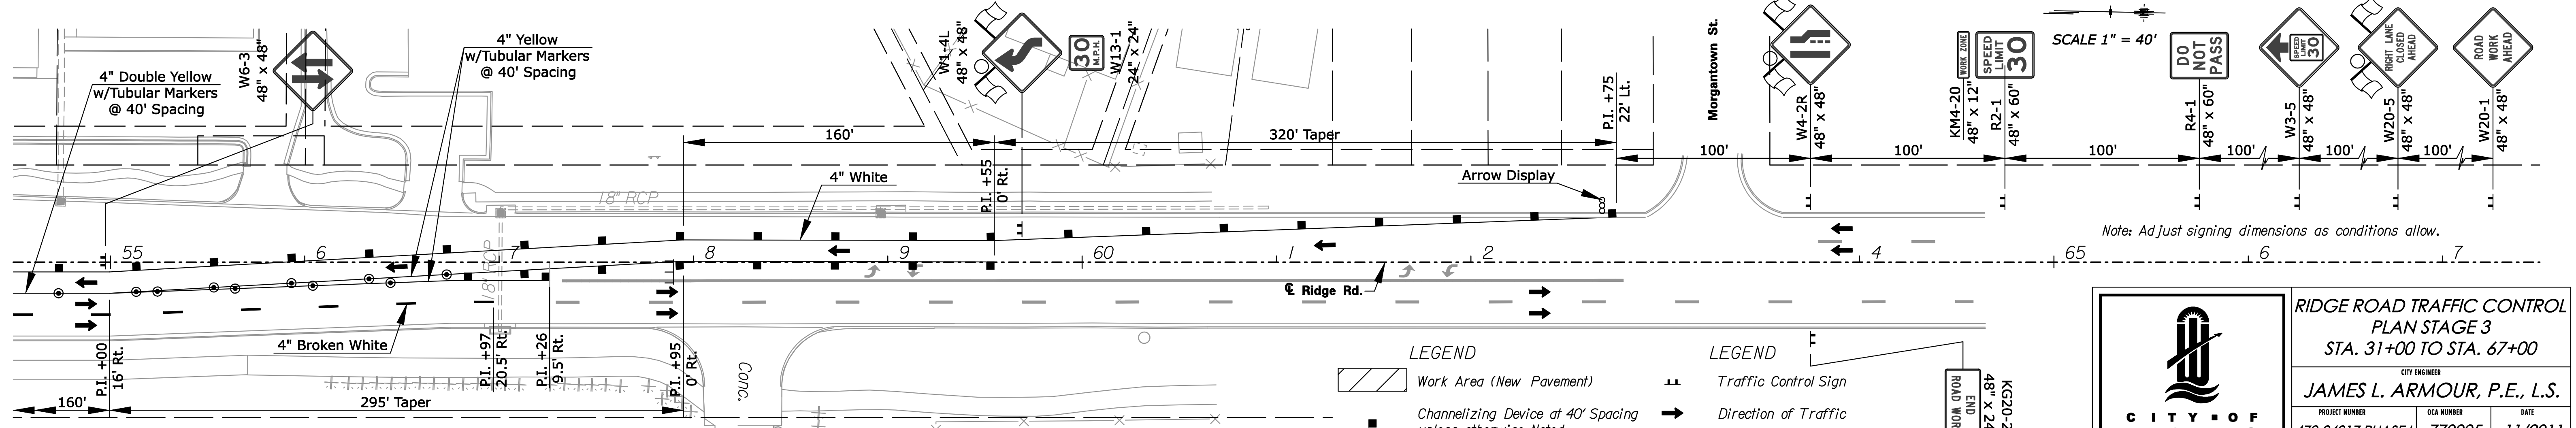 4" Double Yellow
w/Tubular Markers
@ 40' Spacing
W6-3
48" x 48"
4" Yellow
w/Tubular Markers
@ 40' Spacing
W1-4L
48" x 48"
30
M.P.H.
W13-1
24" x 24"
160'
320' Taper
P.I. +75
22' Lt.
Morgantown St.
W4-2R
48" x 48"
WORK ZONE
SPEED
LIMIT
30
KM4-20
48" x 12"
R2-1
48" x 60"
SCALE 1" = 40'
DO
NOT
PASS
R4-1
48" x 60"
SPEED
LIMIT
30
W3-5
48" x 48"
RIGHT LANE
CLOSED
AHEAD
W20-5
48" x 48"
ROAD
WORK
AHEAD
W20-1
48" x 48"
100'
100'
100'
100'
100'
100'
P.I. +55
0' Rt.
4" White
Arrow Display
18" RCP
18" RCP
Note: Adjust signing dimensions as conditions allow.
55
6
7
8
9
60
1
2
4
65
6
7
℄ Ridge Rd.
4" Broken White
P.I. +00
16' Rt.
P.I. +97
20.5' Rt.
P.I. +26
9.5' Rt.
P.I. +95
0' Rt.
Conc.
160'
295' Taper
LEGEND
Work Area (New Pavement)
Channelizing Device at 40' Spacing
unless otherwise Noted
LEGEND
Traffic Control Sign
Direction of Traffic
END
ROAD WORK
KG20-2
48" x 24"
CITY OF
RIDGE ROAD TRAFFIC CONTROL
PLAN STAGE 3
STA. 31+00 TO STA. 67+00
CITY ENGINEER
JAMES L. ARMOUR, P.E., L.S.
PROJECT NUMBER
OCA NUMBER
DATE
11/2011